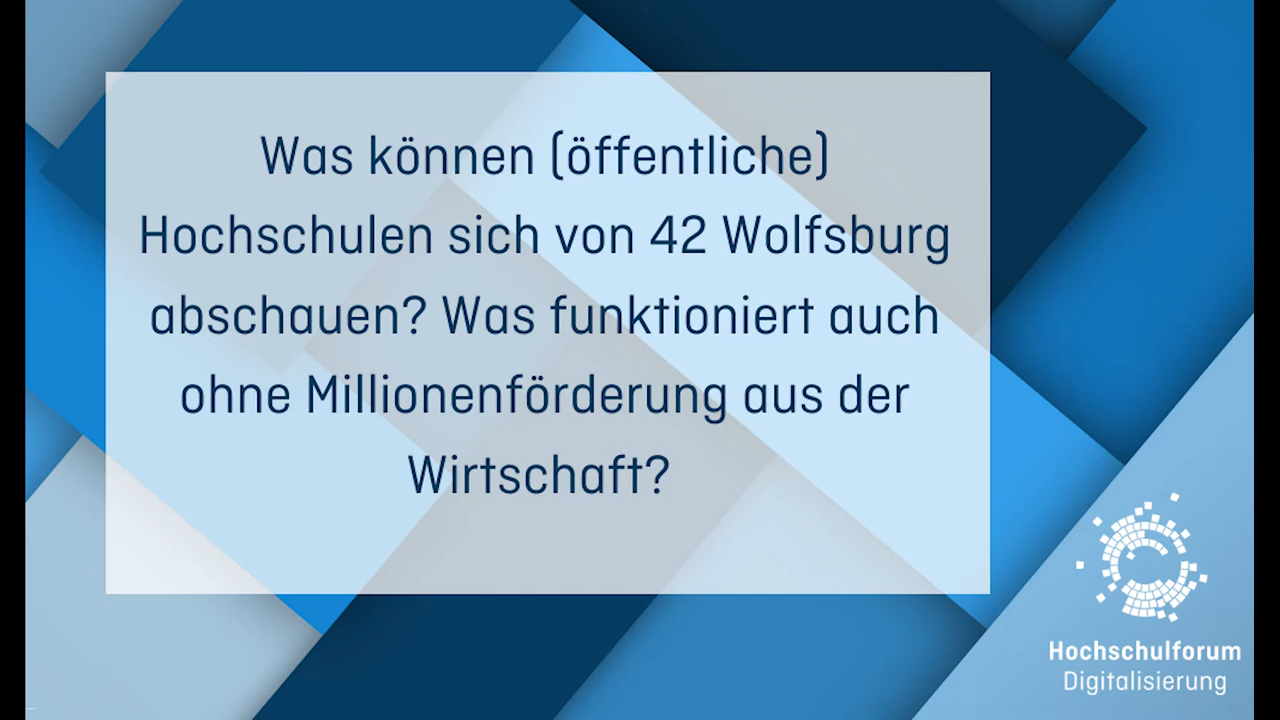 Was können (öffentliche)
Hochschulen sich von 42 Wolfsburg
abschauen? Was funktioniert auch
ohne Millionenförderung aus der
Wirtschaft?
Hochschulforum
Digitalisierung
...